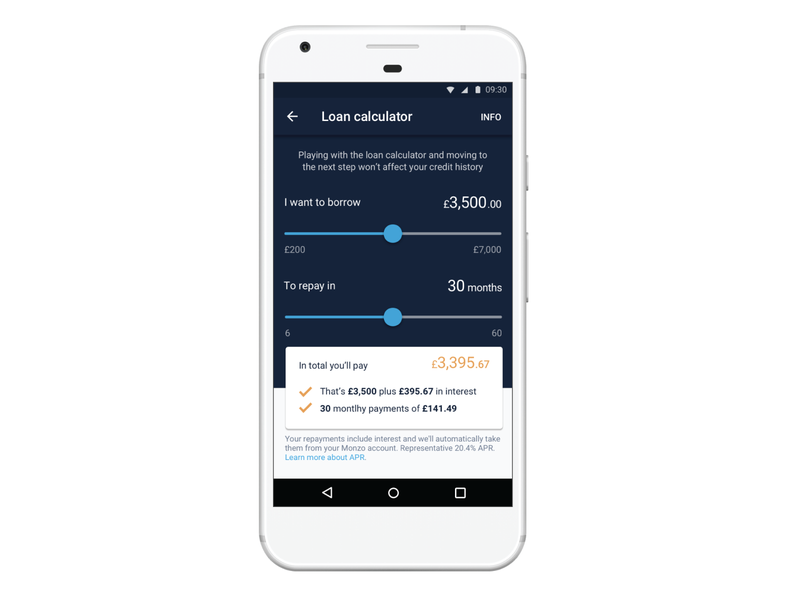 09:30
Loan calculator INFO
Playing with the loan calculator and moving to
the next step won't affect your credit history
I want to borrow £3,500.00
£200 £7,000
To repay in 30 months
6 60
In total you'll pay £3,395.67
That's £3,500 plus £395.67 in interest
30 montlhy payments of £141.49
Your repayments include interest and we'll automatically take
them from your Monzo account. Representative 20.4% APR.
Learn more about APR.